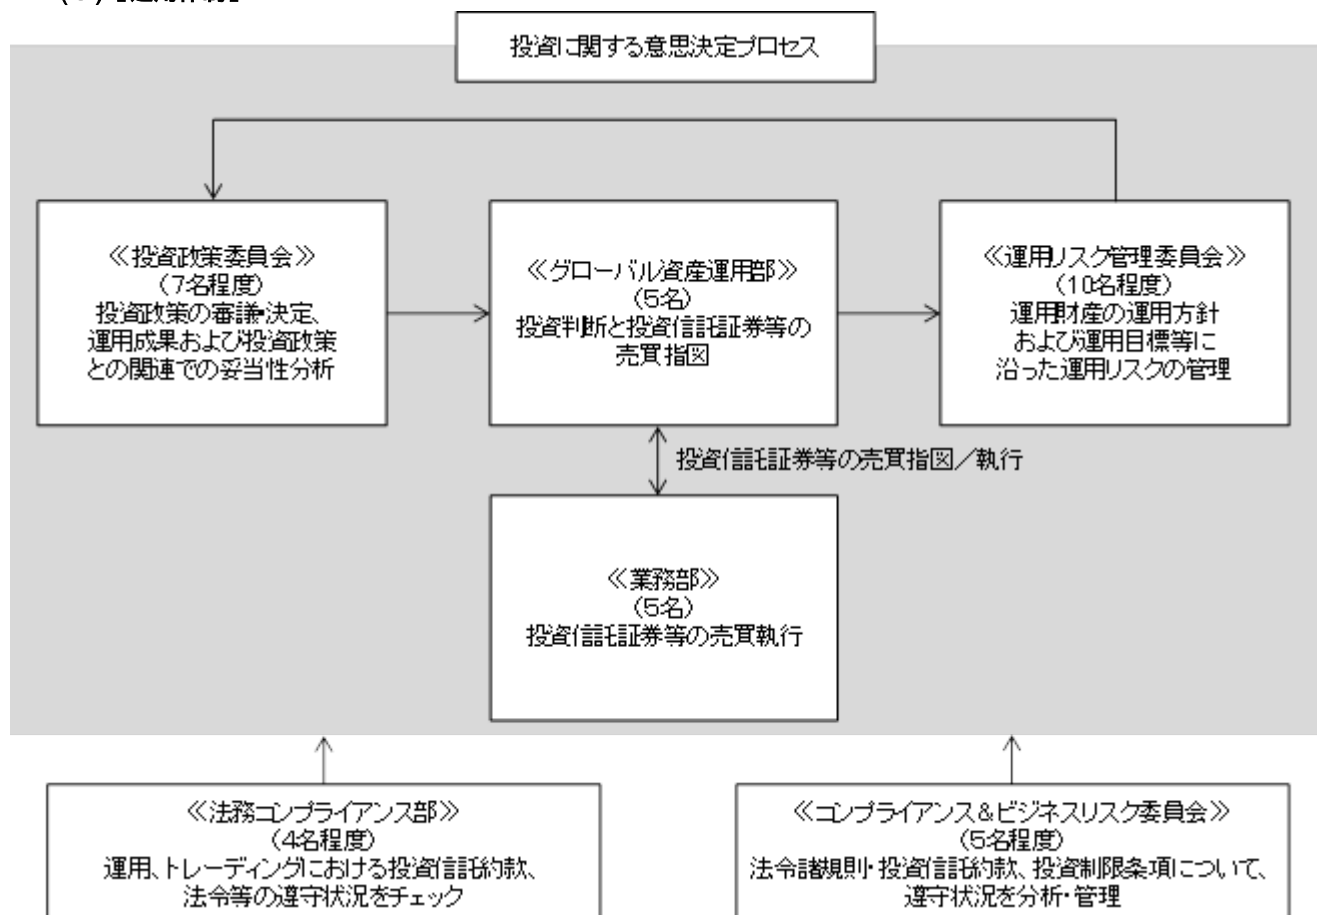 投資に関する意思決定プロセス
≪投資政策委員会≫
(7名程度)
投資政策の審議・決定、
運用成果および投資政策
との関連での妥当性分析
≪グローバル資産運用部≫
(5名)
投資判断と投資信託証券等の
売買指図
≪運用リスク管理委員会≫
(10名程度)
運用財産の運用方針
および運用目標等に
沿った運用リスクの管理
投資信託証券等の売買指図／執行
≪業務部≫
(5名)
投資信託証券等の売買執行
≪法務コンプライアンス部≫
(4名程度)
運用、トレーディングにおける投資信託約款、
法令等の遵守状況をチェック
≪コンプライアンス&ビジネスリスク委員会≫
(5名程度)
法令諸規則・投資信託約款、投資制限条項について、
遵守状況を分析・管理